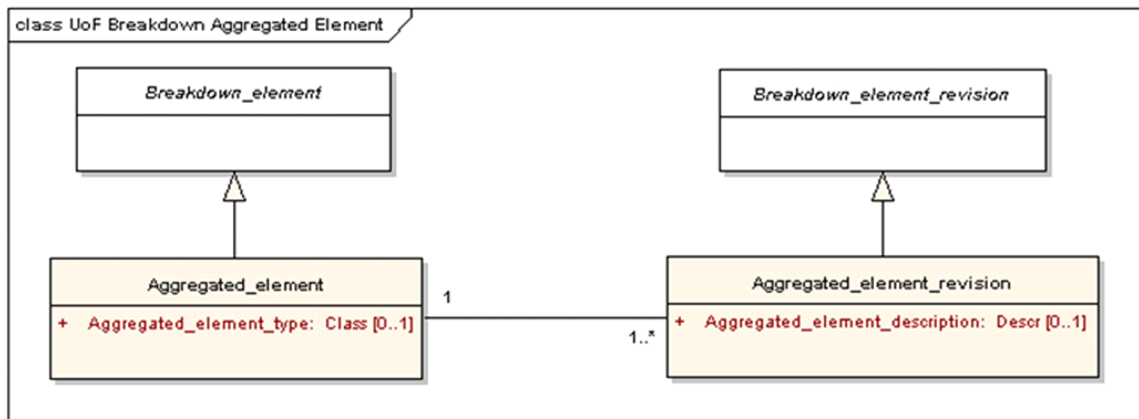 class UoF Breakdown Aggregated Element
Breakdown_element
Breakdown_element_revision
Aggregated_element
+ Aggregated_element_type: Class [0..1]
1
1..*
Aggregated_element_revision
+ Aggregated_element_description: Descr [0..1]